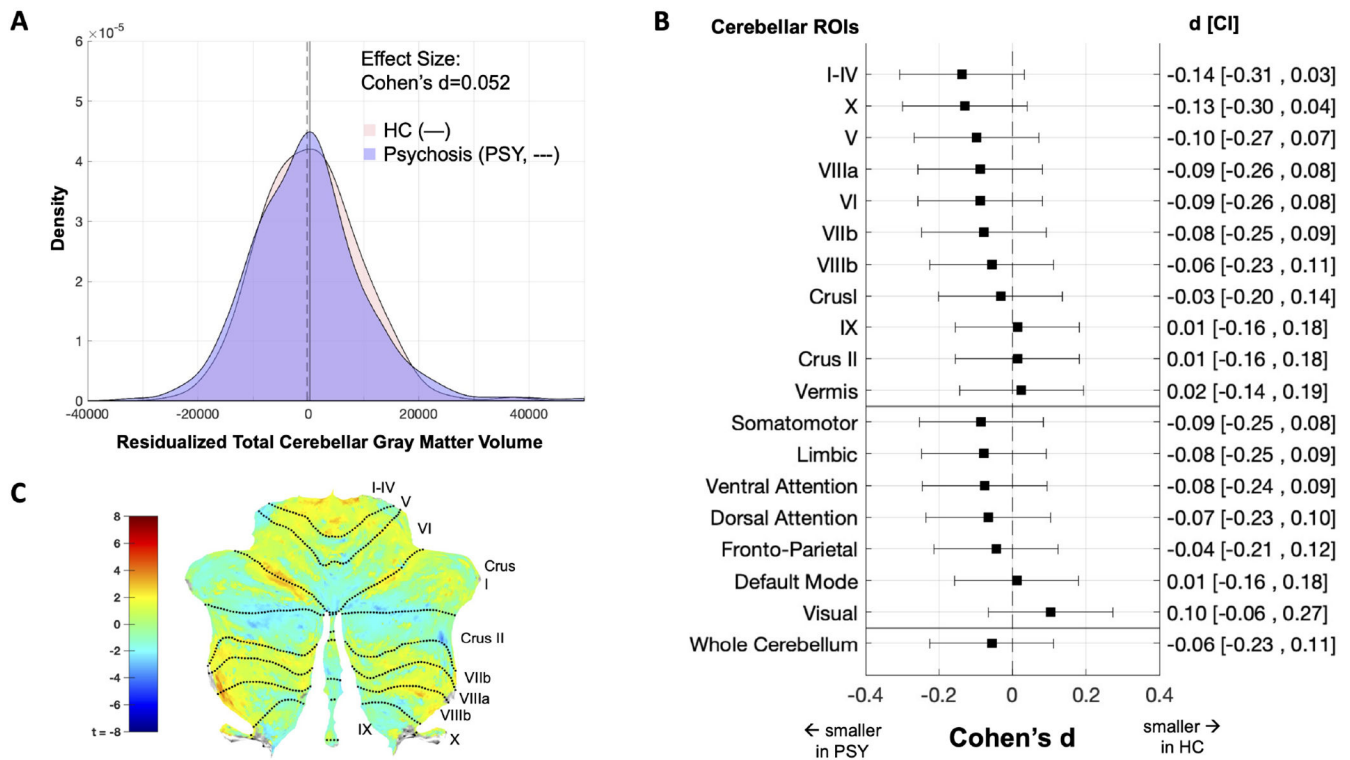 A
×10⁻⁵
6
5
4
3
2
1
0
Density
-40000 -20000 0 20000 40000
Residualized Total Cerebellar Gray Matter Volume
Effect Size:
Cohen's d=0.052
HC (—)
Psychosis (PSY, ---)
B
Cerebellar ROIs d [CI]
I-IV -0.14 [-0.31 , 0.03]
X -0.13 [-0.30 , 0.04]
V -0.10 [-0.27 , 0.07]
VIIIa -0.09 [-0.26 , 0.08]
VI -0.09 [-0.26 , 0.08]
VIIb -0.08 [-0.25 , 0.09]
VIIIb -0.06 [-0.23 , 0.11]
CrusI -0.03 [-0.20 , 0.14]
IX 0.01 [-0.16 , 0.18]
Crus II 0.01 [-0.16 , 0.18]
Vermis 0.02 [-0.14 , 0.19]
Somatomotor -0.09 [-0.25 , 0.08]
Limbic -0.08 [-0.25 , 0.09]
Ventral Attention -0.08 [-0.24 , 0.09]
Dorsal Attention -0.07 [-0.23 , 0.10]
Fronto-Parietal -0.04 [-0.21 , 0.12]
Default Mode 0.01 [-0.16 , 0.18]
Visual 0.10 [-0.06 , 0.27]
Whole Cerebellum -0.06 [-0.23 , 0.11]
-0.4 -0.2 0 0.2 0.4
← smaller
in PSY
Cohen's d
smaller →
in HC
C
8
6
4
2
0
-2
-4
-6
t = -8
I-IV
V
VI
Crus
I
Crus II
VIIb
VIIIa
VIIIb
IX
X